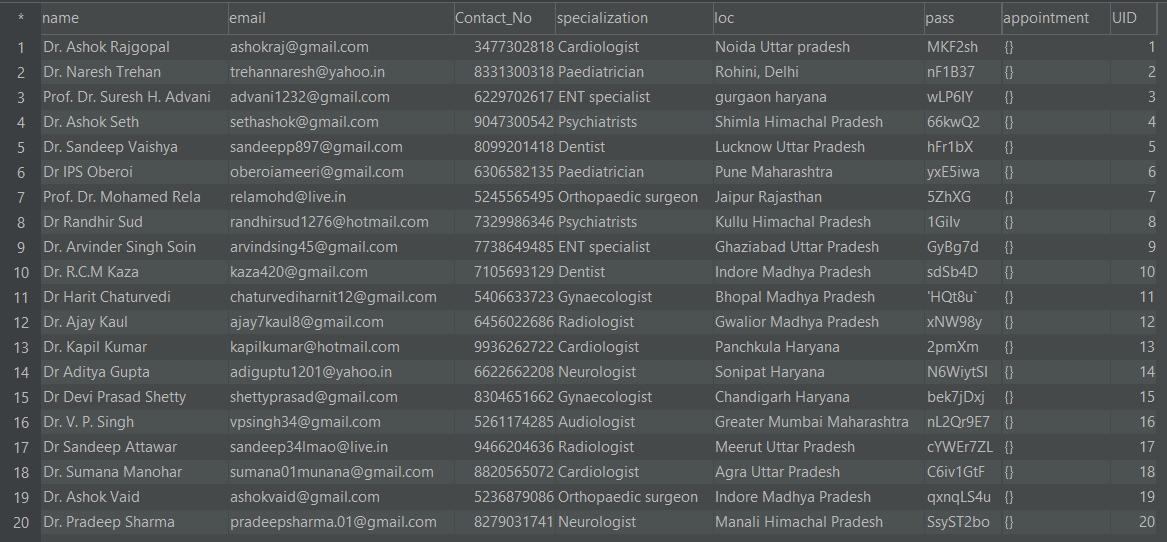 * name email Contact_No specialization loc pass appointment UID
1 Dr. Ashok Rajgopal ashokraj@gmail.com 3477302818 Cardiologist Noida Uttar pradesh MKF2sh {} 1
2 Dr. Naresh Trehan trehannaresh@yahoo.in 8331300318 Paediatrician Rohini, Delhi nF1B37 {} 2
3 Prof. Dr. Suresh H. Advani advani1232@gmail.com 6229702617 ENT specialist gurgaon haryana wLP6IY {} 3
4 Dr. Ashok Seth sethashok@gmail.com 9047300542 Psychiatrists Shimla Himachal Pradesh 66kwQ2 {} 4
5 Dr. Sandeep Vaishya sandeepp897@gmail.com 8099201418 Dentist Lucknow Uttar Pradesh hFr1bX {} 5
6 Dr IPS Oberoi oberoiameeri@gmail.com 6306582135 Paediatrician Pune Maharashtra yxE5iwa {} 6
7 Prof. Dr. Mohamed Rela relamohd@live.in 5245565495 Orthopaedic surgeon Jaipur Rajasthan 5ZhXG {} 7
8 Dr Randhir Sud randhirsud1276@hotmail.com 7329986346 Psychiatrists Kullu Himachal Pradesh 1GiIv {} 8
9 Dr. Arvinder Singh Soin arvindsing45@gmail.com 7738649485 ENT specialist Ghaziabad Uttar Pradesh GyBg7d {} 9
10 Dr. R.C.M Kaza kaza420@gmail.com 7105693129 Dentist Indore Madhya Pradesh sdSb4D {} 10
11 Dr Harit Chaturvedi chaturvediharnit12@gmail.com 5406633723 Gynaecologist Bhopal Madhya Pradesh 'HQt8u` {} 11
12 Dr. Ajay Kaul ajay7kaul8@gmail.com 6456022686 Radiologist Gwalior Madhya Pradesh xNW98y {} 12
13 Dr. Kapil Kumar kapilkumar@hotmail.com 9936262722 Cardiologist Panchkula Haryana 2pmXm {} 13
14 Dr Aditya Gupta adiguptu1201@yahoo.in 6622662208 Neurologist Sonipat Haryana N6WiytSI {} 14
15 Dr Devi Prasad Shetty shettyprasad@gmail.com 8304651662 Gynaecologist Chandigarh Haryana bek7jDxj {} 15
16 Dr. V. P. Singh vpsingh34@gmail.com 5261174285 Audiologist Greater Mumbai Maharashtra nL2Qr9E7 {} 16
17 Dr Sandeep Attawar sandeep34lmao@live.in 9466204636 Radiologist Meerut Uttar Pradesh cYWEr7ZL {} 17
18 Dr. Sumana Manohar sumana01munana@gmail.com 8820565072 Cardiologist Agra Uttar Pradesh C6iv1GtF {} 18
19 Dr. Ashok Vaid ashokvaid@gmail.com 5236879086 Orthopaedic surgeon Indore Madhya Pradesh qxnqLS4u {} 19
20 Dr. Pradeep Sharma pradeepsharma.01@gmail.com 8279031741 Neurologist Manali Himachal Pradesh SsyST2bo {} 20